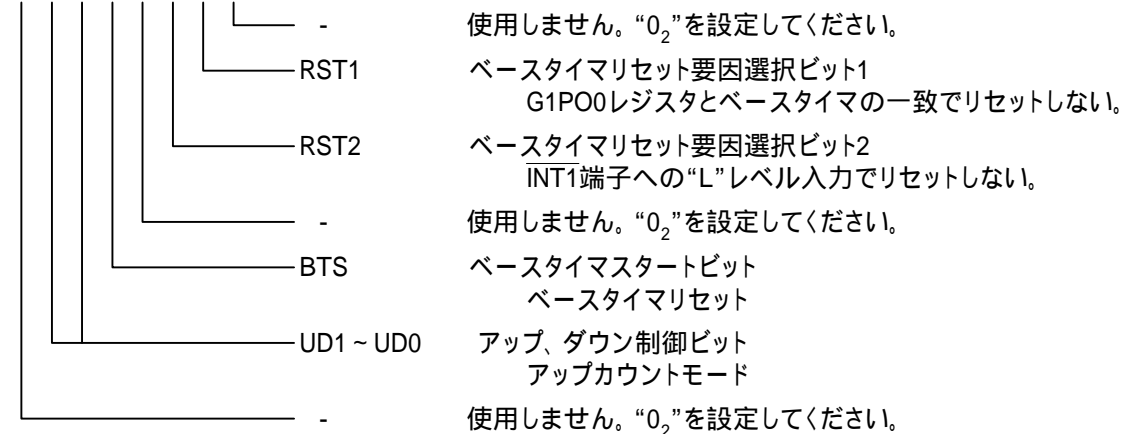 - 使用しません。“0₂”を設定してください。
RST1 ベースタイマリセット要因選択ビット1
G1PO0レジスタとベースタイマの一致でリセットしない。
RST2 ベースタイマリセット要因選択ビット2
INT1端子への“L”レベル入力でリセットしない。
- 使用しません。“0₂”を設定してください。
BTS ベースタイマスタートビット
ベースタイマリセット
UD1 ~ UD0 アップ、ダウン制御ビット
アップカウントモード
- 使用しません。“0₂”を設定してください。